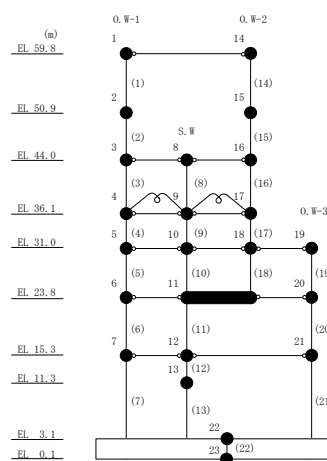 O.W-1 O.W-2
(m) 1 14
EL 59.8
(1) (14)
2 15
EL 50.9
(2) S.W (15)
3 8 16
EL 44.0
(3) (8) (16)
4 9 17
EL 36.1
O.W-3
5 (4) 10 (9) 18 (17) 19
EL 31.0
(5) (10) (18) (19
6 11 20
EL 23.8
(6) (11) (20
7 12 21
EL 15.3
13 (12)
EL 11.3
(7) (13) (21
22
EL 3.1
23 (22)
EL 0.1